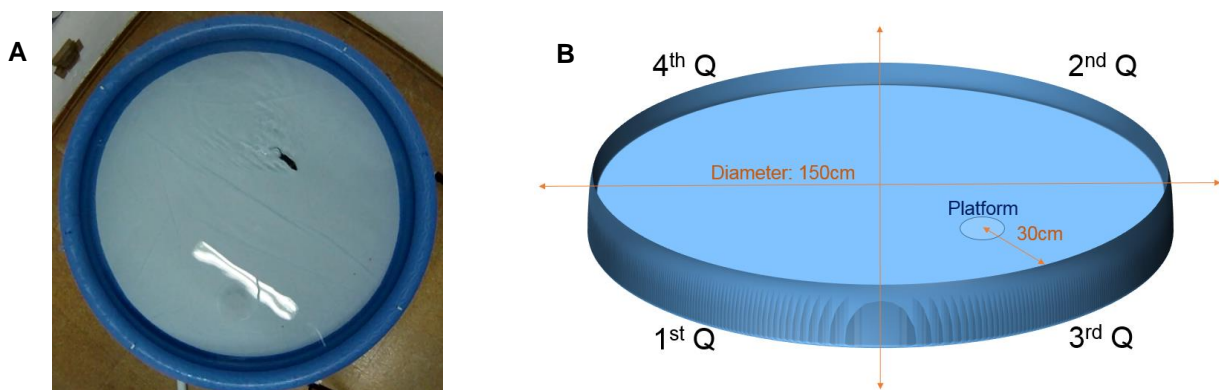 A
B
4th Q
2nd Q
Diameter: 150cm
Platform
30cm
1st Q
3rd Q